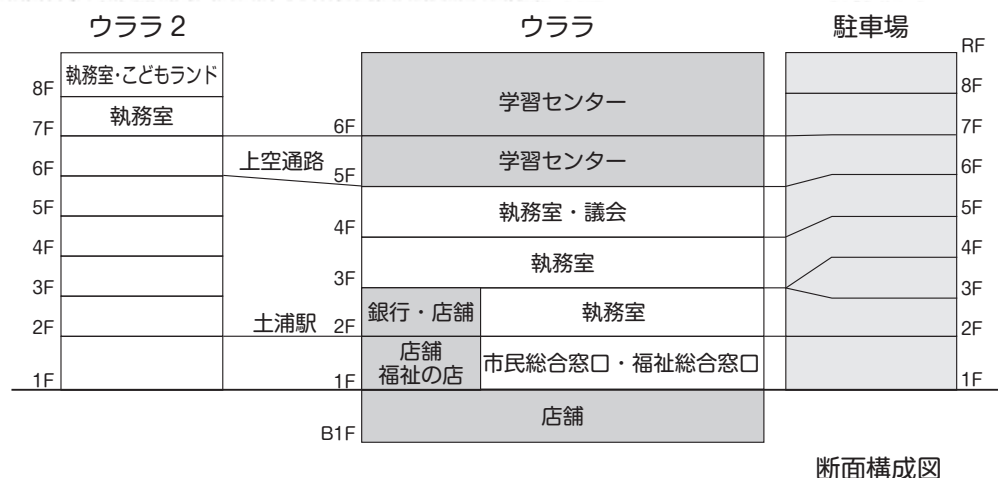 ウララ２
ウララ
駐車場
RF
8F
執務室・こどもランド
学習センター
8F
7F
執務室
6F
7F
6F
上空通路
5F
学習センター
6F
5F
4F
執務室・議会
5F
4F
3F
執務室
4F
3F
銀行・店舗
執務室
3F
2F
土浦駅
2F
2F
店舗
福祉の店
市民総合窓口・福祉総合窓口
1F
1F
1F
店舗
B1F
断面構成図